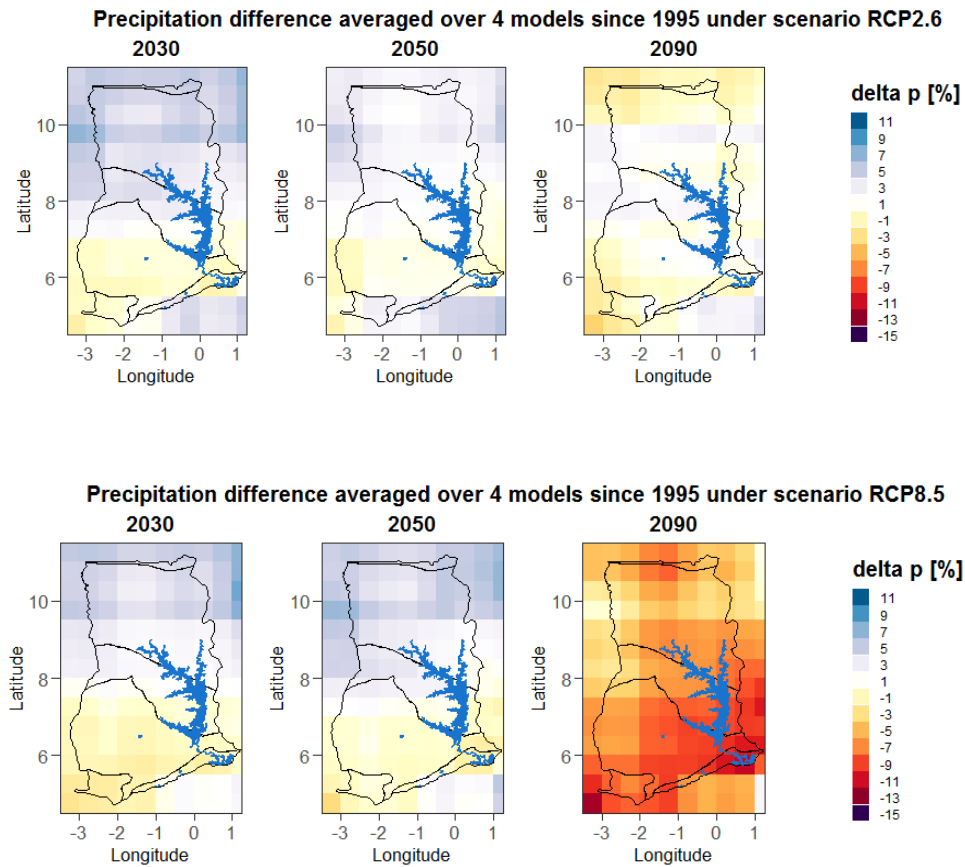 Precipitation difference averaged over 4 models since 1995 under scenario RCP2.6
2030 2050 2090
Latitude
10
8
6
-3 -2 -1 0 1
Longitude
Latitude
-3 -2 -1 0 1
Longitude
Latitude
-3 -2 -1 0 1
Longitude
delta p [%]
11
9
7
5
3
1
-1
-3
-5
-7
-9
-11
-13
-15
Precipitation difference averaged over 4 models since 1995 under scenario RCP8.5
2030 2050 2090
Latitude
10
8
6
-3 -2 -1 0 1
Longitude
Latitude
10
8
6
-3 -2 -1 0 1
Longitude
Latitude
10
8
6
-3 -2 -1 0 1
Longitude
delta p [%]
11
9
7
5
3
1
-1
-3
-5
-7
-9
-11
-13
-15